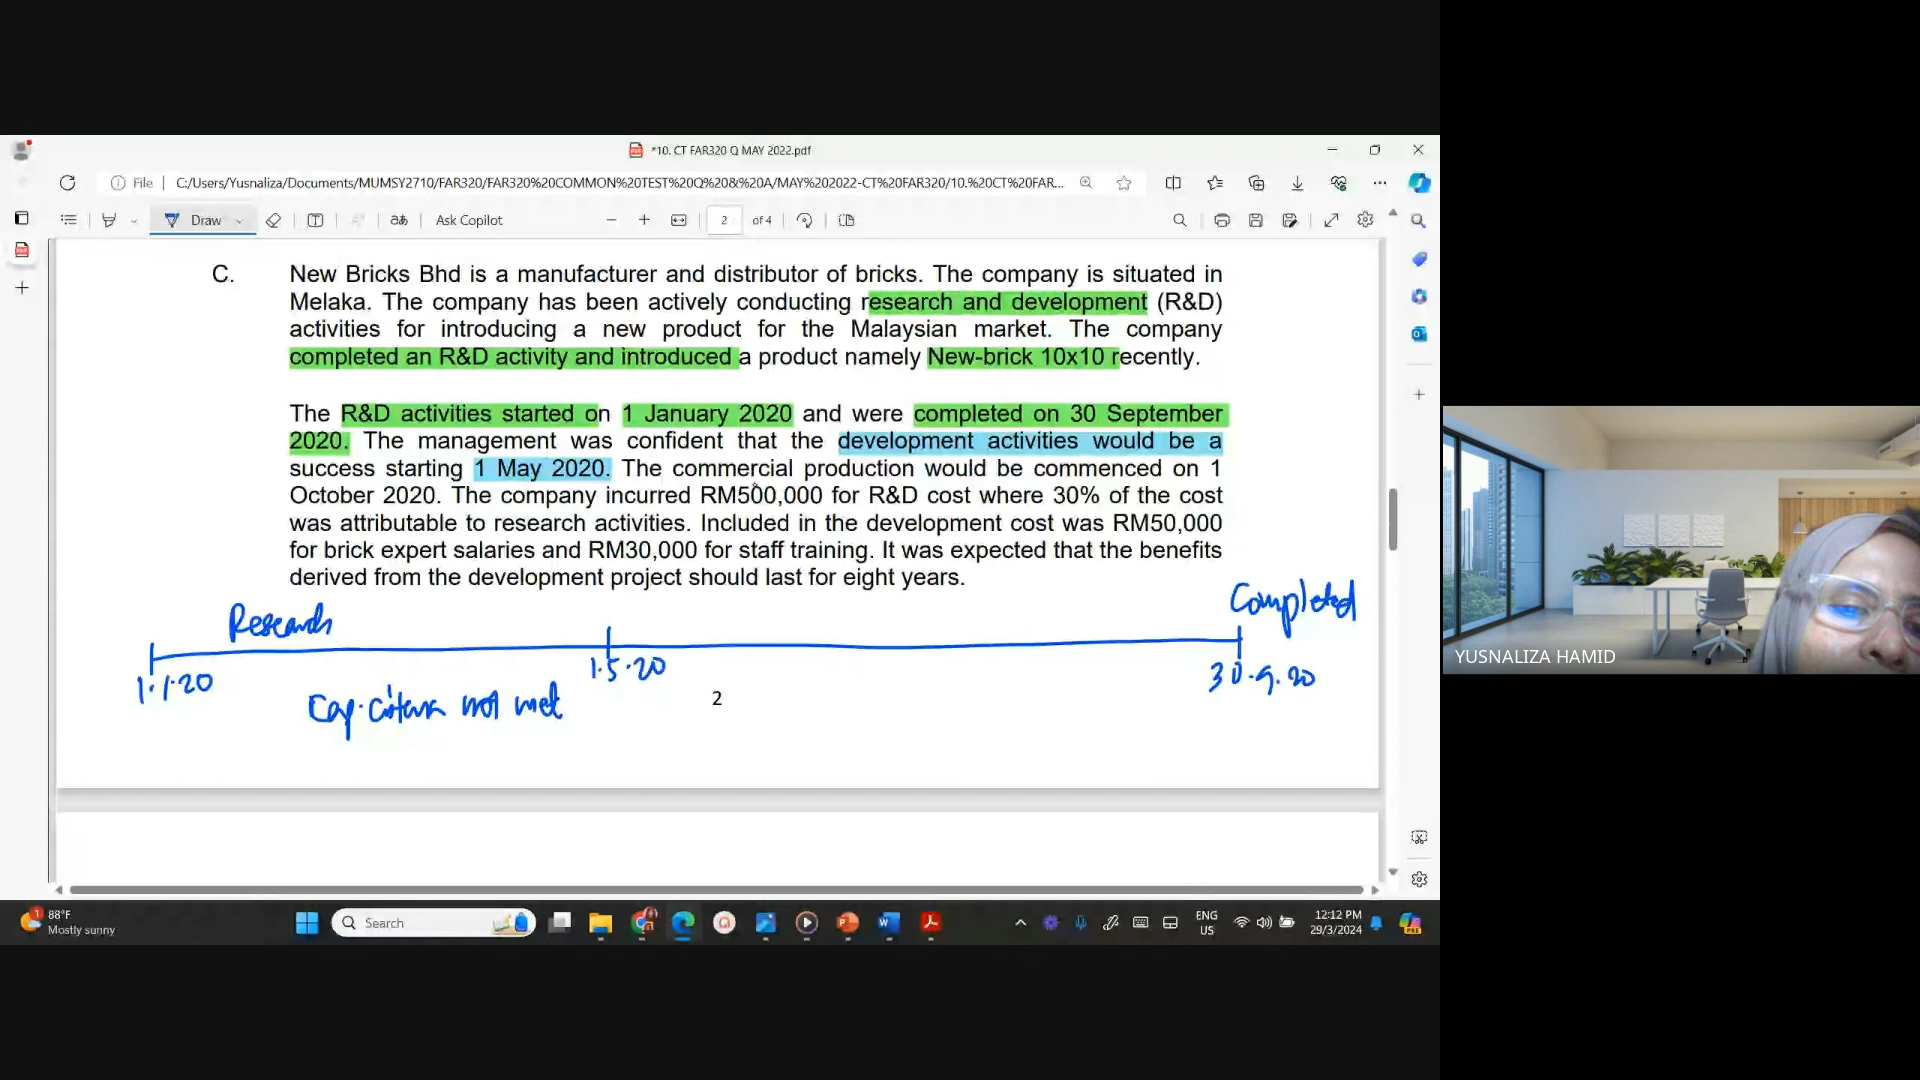 *10. CT FAR320 Q MAY 2022.pdf
File
C:/Users/Yusnaliza/Documents/MUMSY2710/FAR320/FAR320%20COMMON%20TEST%20Q%20&%20A/MAY%202022-CT%20FAR320/10.%20CT%20FAR...
Draw
Ask Copilot
2 of 4
C. New Bricks Bhd is a manufacturer and distributor of bricks. The company is situated in
Melaka. The company has been actively conducting research and development (R&D)
activities for introducing a new product for the Malaysian market. The company
completed an R&D activity and introduced a product namely New-brick 10x10 recently.
The R&D activities started on 1 January 2020 and were completed on 30 September
2020. The management was confident that the development activities would be a
success starting 1 May 2020. The commercial production would be commenced on 1
October 2020. The company incurred RM500,000 for R&D cost where 30% of the cost
was attributable to research activities. Included in the development cost was RM50,000
for brick expert salaries and RM30,000 for staff training. It was expected that the benefits
derived from the development project should last for eight years.
Completed
Research
1.1.20
1.5.20
30.9.20
Cap. criteria not met
2
YUSNALIZA HAMID
88°F
Mostly sunny
Search
ENG
US
12:12 PM
29/3/2024